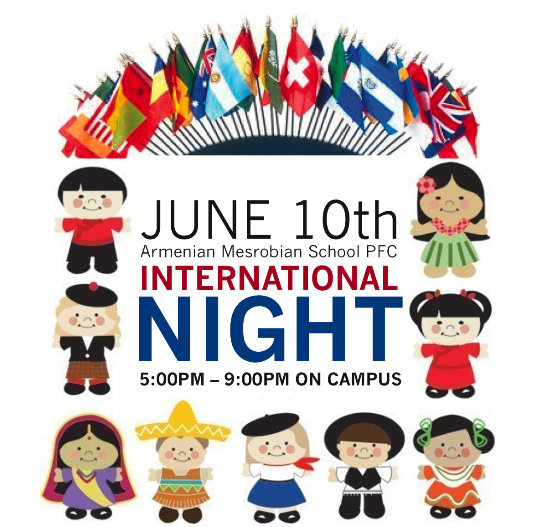 JUNE 10th
Armenian Mesrobian School PFC
INTERNATIONAL
NIGHT
5:00PM – 9:00PM ON CAMPUS